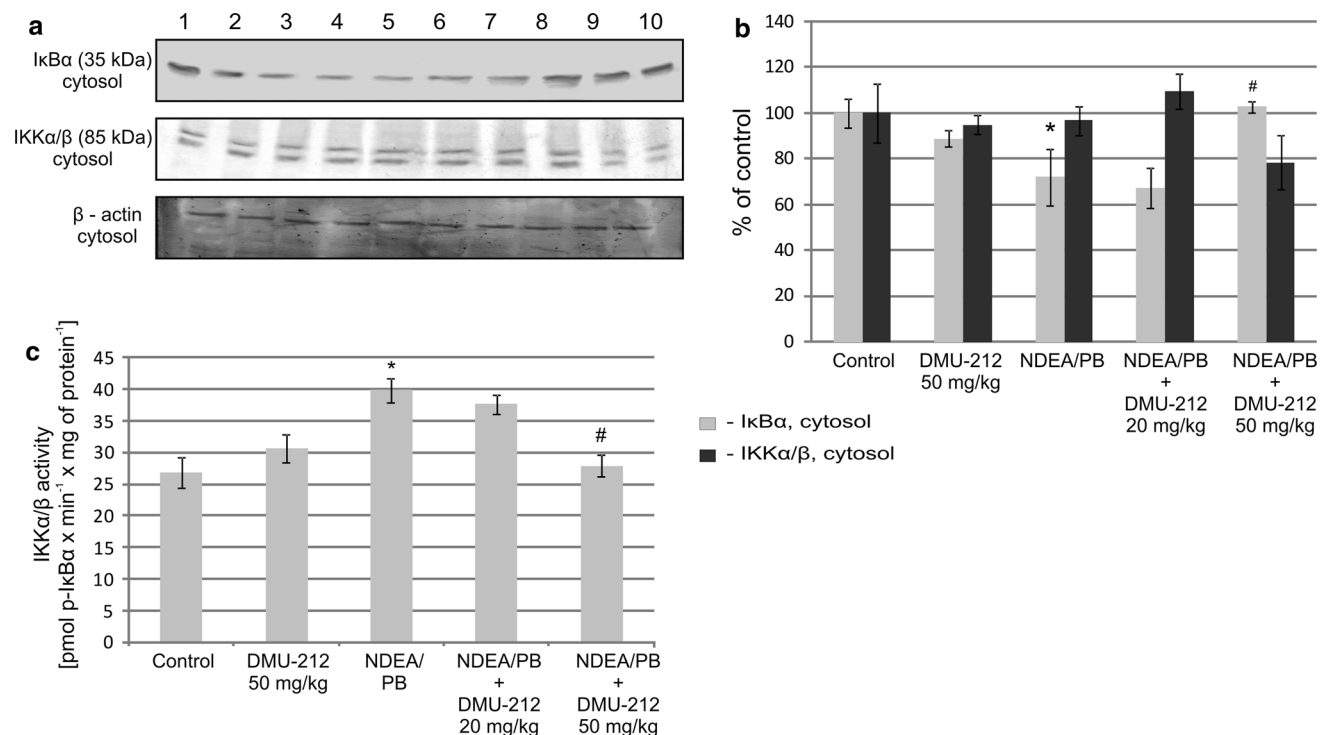 a
1 2 3 4 5 6 7 8 9 10
IκBα (35 kDa)
cytosol
IKKα/β (85 kDa)
cytosol
β - actin
cytosol
b
% of control
140
120
100
80
60
40
20
0
*
#
Control
DMU-212
50 mg/kg
NDEA/PB
NDEA/PB
+
DMU-212
20 mg/kg
NDEA/PB
+
DMU-212
50 mg/kg
- IκBα, cytosol
- IKKα/β, cytosol
c
IKKα/β activity
[pmol p-IκBα x min⁻¹ x mg of protein⁻¹]
45
40
35
30
25
20
15
10
5
0
*
#
Control
DMU-212
50 mg/kg
NDEA/
PB
NDEA/PB
+
DMU-212
20 mg/kg
NDEA/PB
+
DMU-212
50 mg/kg